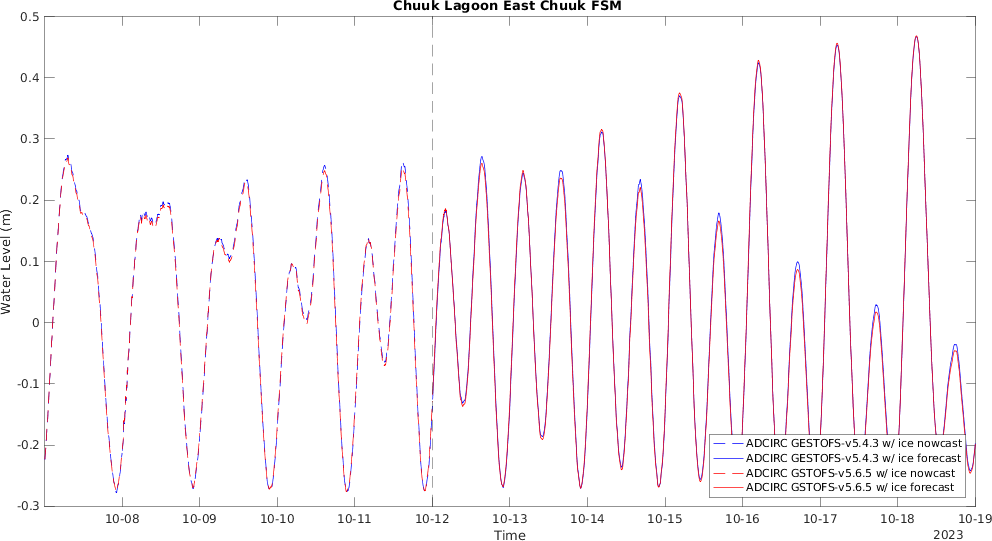 Chuuk Lagoon East Chuuk FSM
0.5
0.4
0.3
0.2
0.1
0
-0.1
-0.2
-0.3
Water Level (m)
ADCIRC GESTOFS-v5.4.3 w/ ice nowcast
ADCIRC GESTOFS-v5.4.3 w/ ice forecast
ADCIRC GSTOFS-v5.6.5 w/ ice nowcast
ADCIRC GSTOFS-v5.6.5 w/ ice forecast
10-08 10-09 10-10 10-11 10-12 10-13 10-14 10-15 10-16 10-17 10-18 10-19
Time
2023